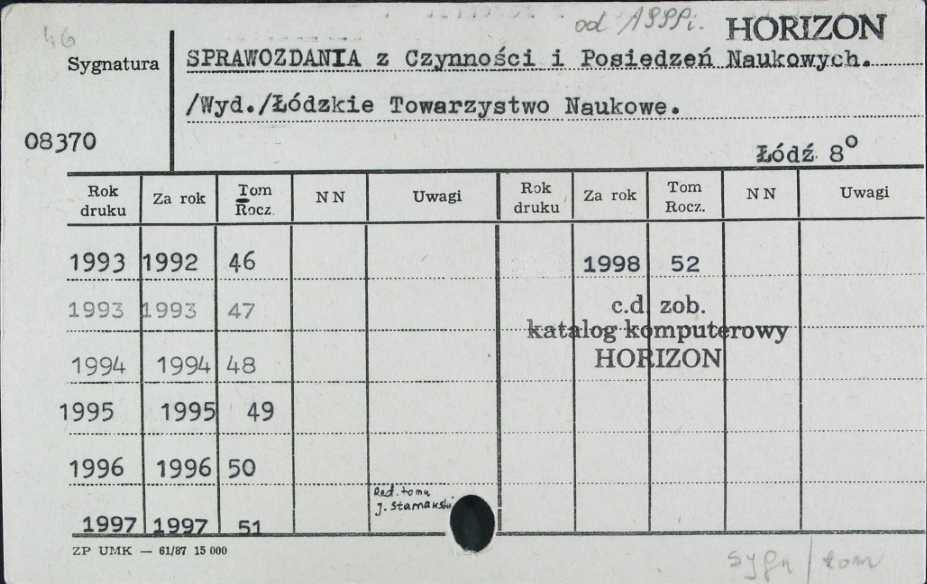 46 od ASPPi. HORIZON
Sygnatura SPRAWOZDANIA z Czynności i Posiedzeń Naukowych.
/Wyd./Łódzkie Towarzystwo Naukowe.
08370
Łódź 8°
Rok druku Za rok Tom Rocz. NN Uwagi Rok druku Za rok Tom Rocz. NN Uwagi
1993 1992 46 1998 52
1993 1993 47 c.d. zob.
katalog komputerowy
1994 1994 48 HORIZON
1995 1995 49
1996 1996 50
Red. tomu
J. Stamański
1997 1997 51
ZP UMK — 61/87 15 000
sygn / tom